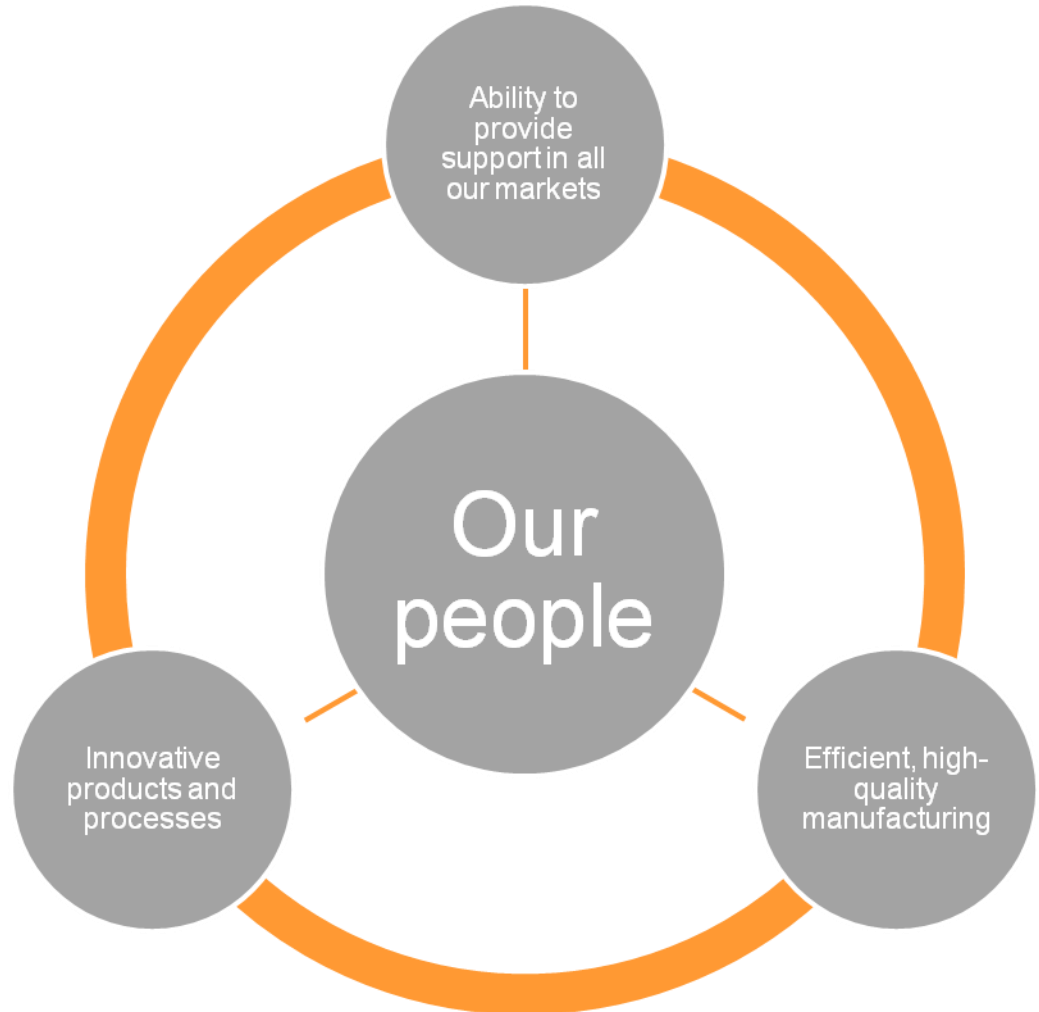 Ability to
provide
support in all
our markets
Our
people
Innovative
products and
processes
Efficient, high-
quality
manufacturing